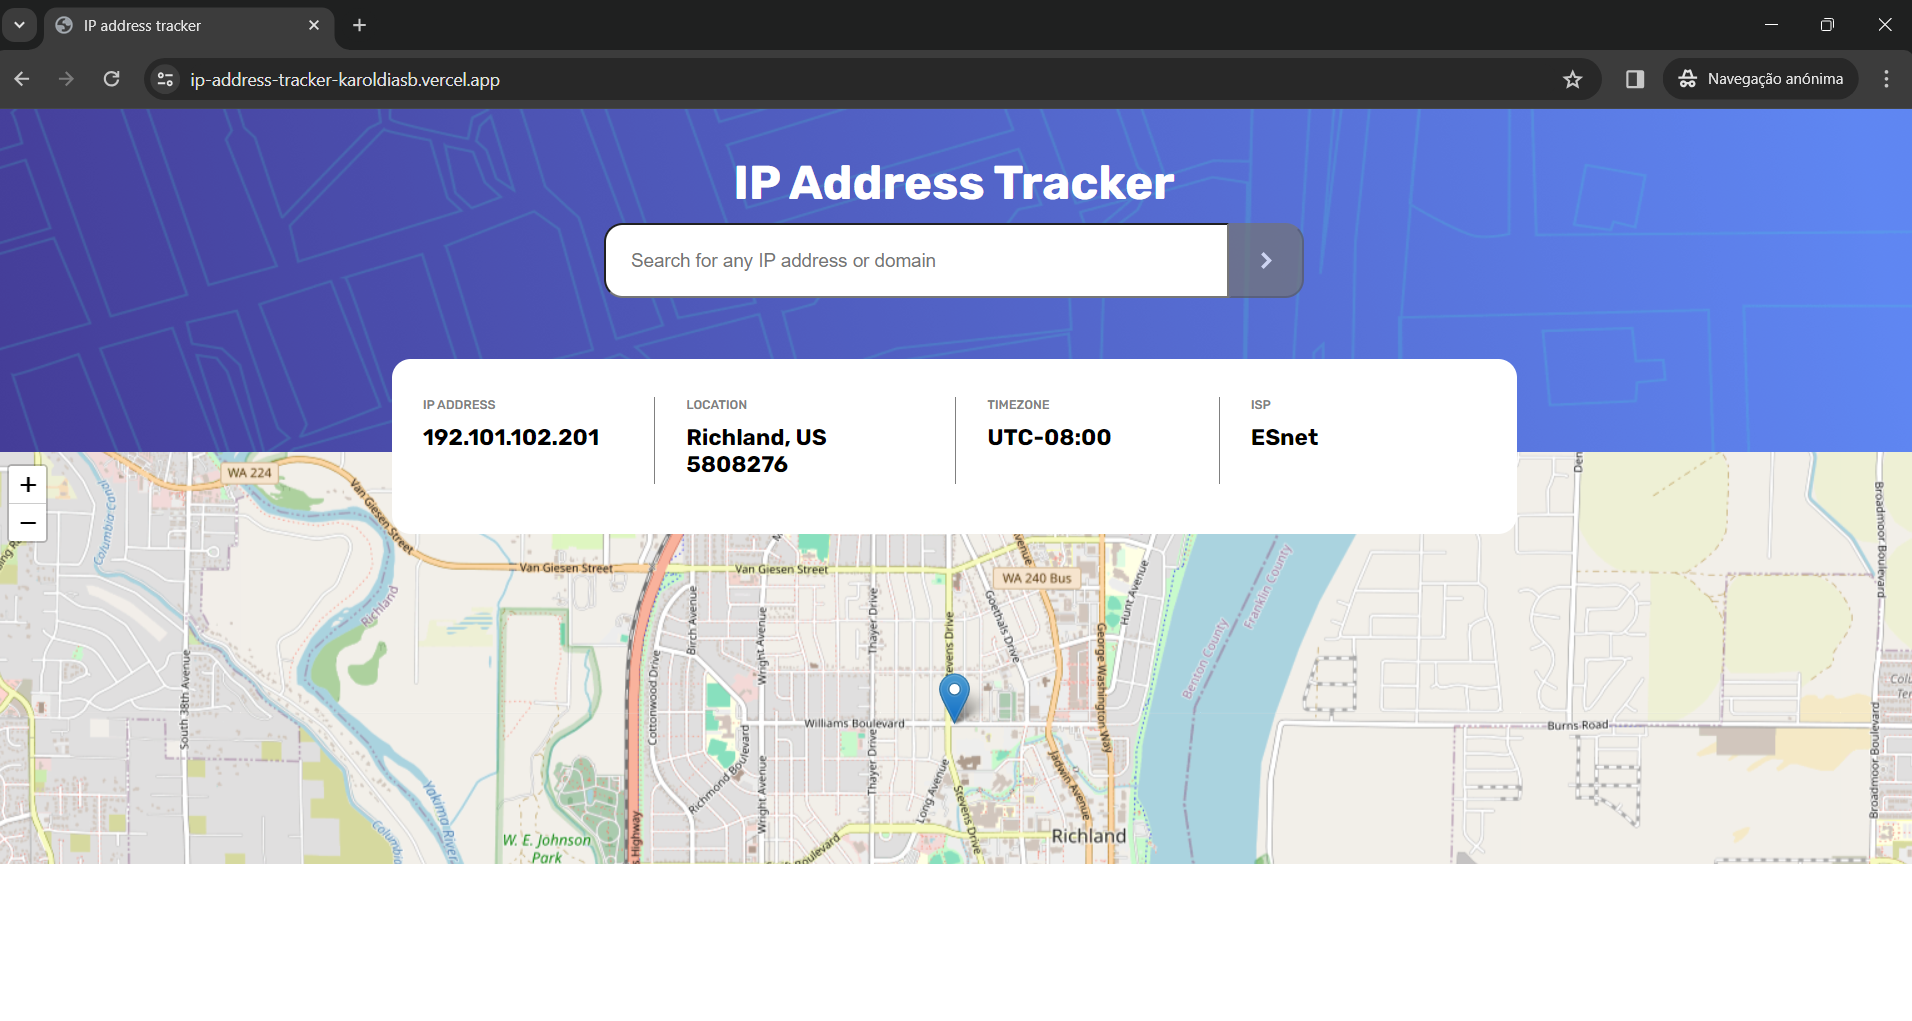 IP address tracker
ip-address-tracker-karoldiasb.vercel.app
Navegação anónima
IP Address Tracker
Search for any IP address or domain
IP ADDRESS
192.101.102.201
LOCATION
Richland, US
5808276
TIMEZONE
UTC-08:00
ISP
ESnet
+
−
WA 224
Columbia Canal
Van Giesen Street
Van Giesen Street
Van Giesen Street
WA 240 Bus
Richland
Birch Avenue
Wright Avenue
Thayer Drive
Stevens Drive
Goethals Drive
Hunt Avenue
George Washington Way
Benton County
Franklin County
Broadmoor Boulevard
South 38th Avenue
Cottonwood Drive
Williams Boulevard
Burns Road
Richmond Boulevard
Wright Avenue
Thayer Drive
Long Avenue
Stevens Drive
Jadwin Avenue
Broadmoor Boulevard
Yakima River
W. E. Johnson
Park
Highway
Richland